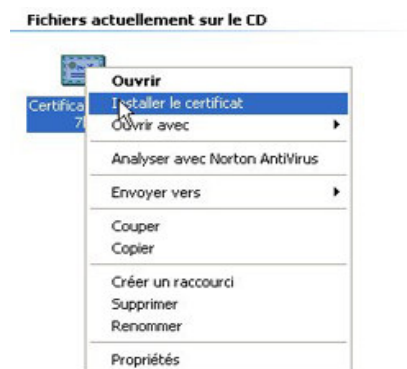 Fichiers actuellement sur le CD
Ouvrir
Certifica
Installer le certificat
7
Ouvrir avec
Analyser avec Norton AntiVirus
Envoyer vers
Couper
Copier
Créer un raccourci
Supprimer
Renommer
Propriétés